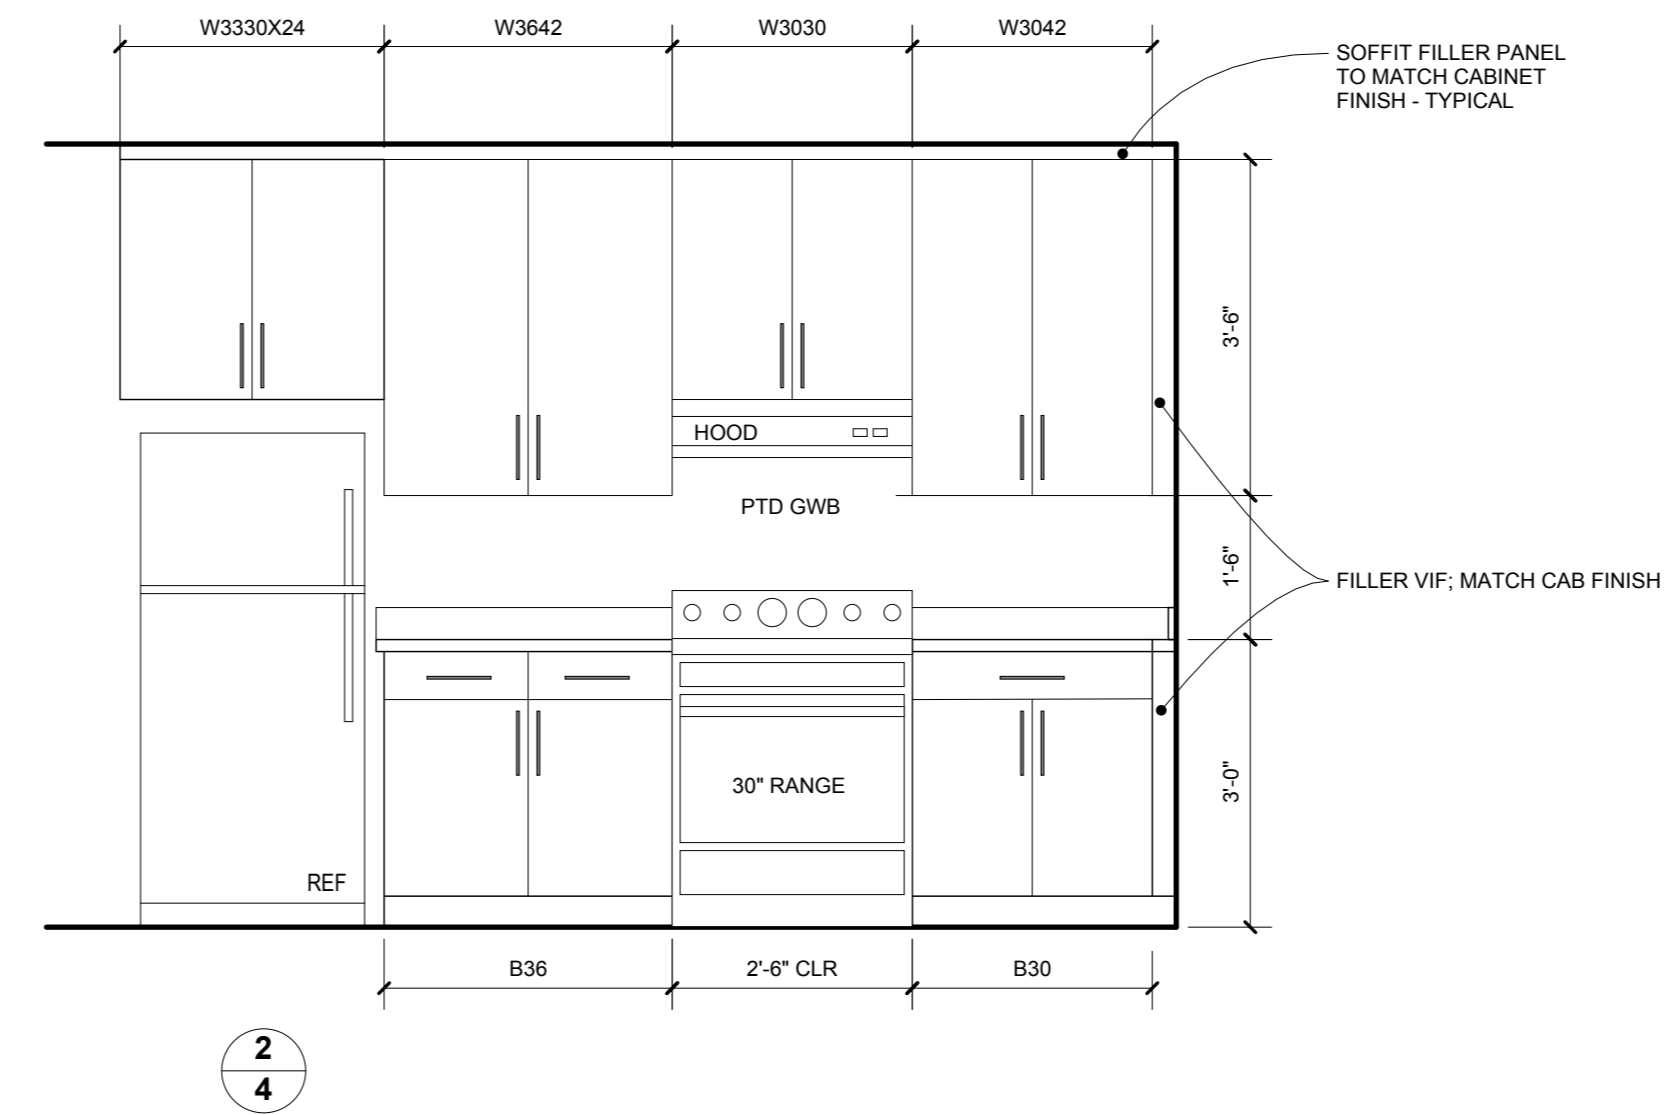 W3330X24
W3642
W3030
W3042
SOFFIT FILLER PANEL
TO MATCH CABINET
FINISH - TYPICAL
3'-6"
HOOD
PTD GWB
1'-6"
FILLER VIF; MATCH CAB FINISH
30" RANGE
3'-0"
REF
B36
2'-6" CLR
B30
2
4